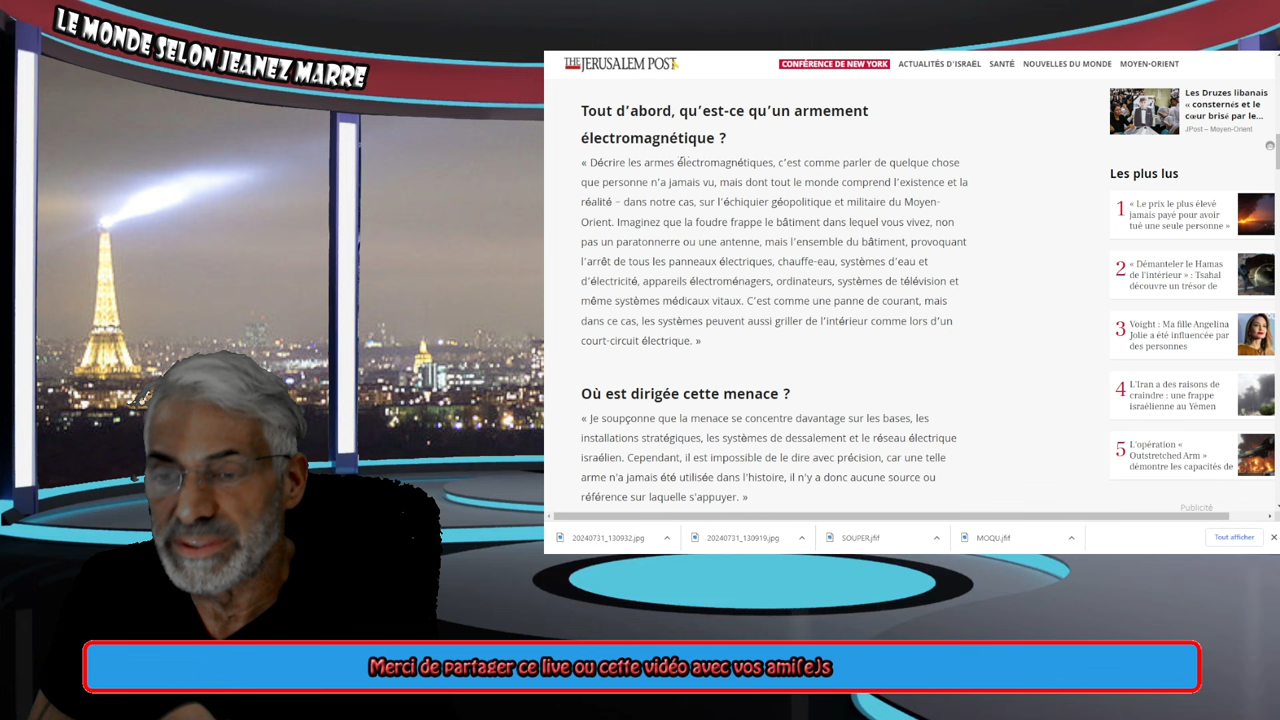 LE MONDE SELON JEANEZ MARRE
THE JERUSALEM POST
CONFÉRENCE DE NEW YORK ACTUALITÉS D'ISRAËL SANTÉ NOUVELLES DU MONDE MOYEN-ORIENT
Tout d'abord, qu'est-ce qu'un armement
électromagnétique ?
« Décrire les armes électromagnétiques, c'est comme parler de quelque chose
que personne n'a jamais vu, mais dont tout le monde comprend l'existence et la
réalité – dans notre cas, sur l'échiquier géopolitique et militaire du Moyen-
Orient. Imaginez que la foudre frappe le bâtiment dans lequel vous vivez, non
pas un paratonnerre ou une antenne, mais l'ensemble du bâtiment, provoquant
l'arrêt de tous les panneaux électriques, chauffe-eau, systèmes d'eau et
d'électricité, appareils électroménagers, ordinateurs, systèmes de télévision et
même systèmes médicaux vitaux. C'est comme une panne de courant, mais
dans ce cas, les systèmes peuvent aussi griller de l'intérieur comme lors d'un
court-circuit électrique. »
Où est dirigée cette menace ?
« Je soupçonne que la menace se concentre davantage sur les bases, les
installations stratégiques, les systèmes de dessalement et le réseau électrique
israélien. Cependant, il est impossible de le dire avec précision, car une telle
arme n'a jamais été utilisée dans l'histoire, il n'y a donc aucune source ou
référence sur laquelle s'appuyer. »
Les Druzes libanais
« consternés et le
cœur brisé par le...
JPost – Moyen-Orient
Les plus lus
1 « Le prix le plus élevé
jamais payé pour avoir
tué une seule personne »
2 « Démanteler le Hamas
de l'intérieur » : Tsahal
découvre un trésor de
3 Voight : Ma fille Angelina
Jolie a été influencée par
des personnes
4 L'Iran a des raisons de
craindre : une frappe
israélienne au Yémen
5 L'opération «
Outstretched Arm »
démontre les capacités de
Publicité
20240731_130932.jpg 20240731_130919.jpg SOUPER.jfif MOQU.jfif Tout afficher
Merci de partager ce live ou cette vidéo avec vos ami(e)s